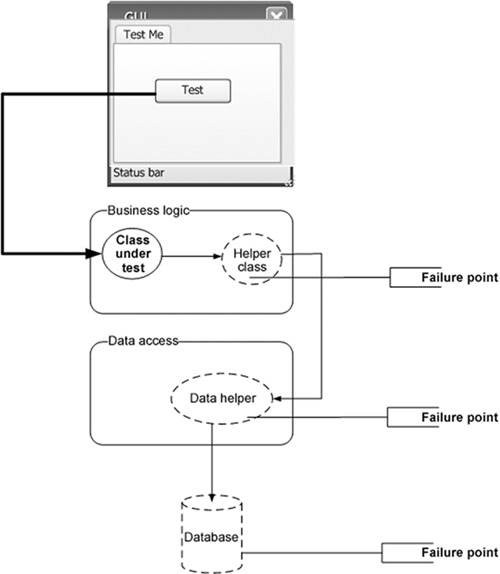 GUI
Test Me
Test
Status bar
Business logic
Class
under
test
Helper
class
Failure point
Data access
Data helper
Failure point
Database
Failure point